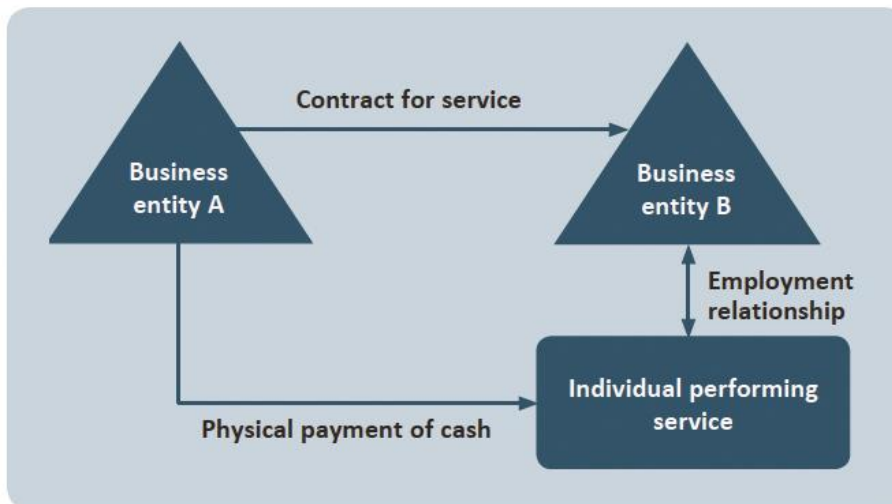 Contract for service
Business
entity A
Business
entity B
Employment
relationship
Individual performing
service
Physical payment of cash